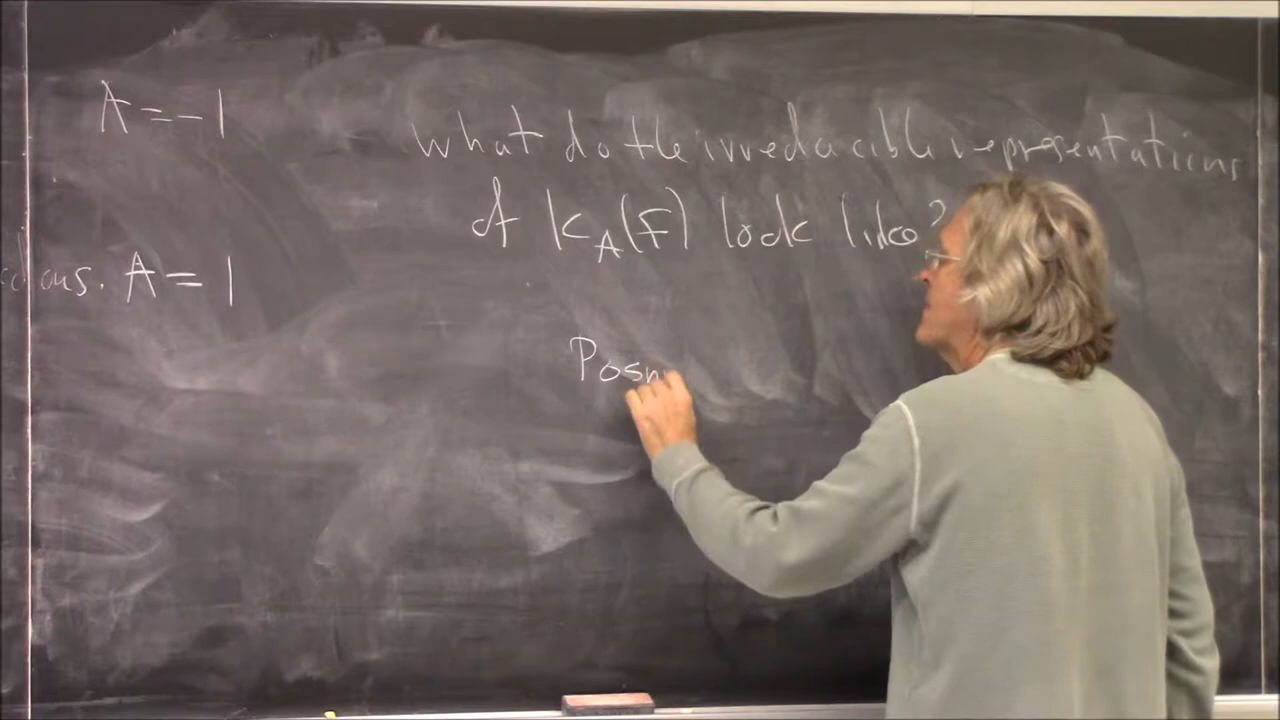 A = -1
What do the irreducible representations
of K_A(F) look like?
A = 1
Posn